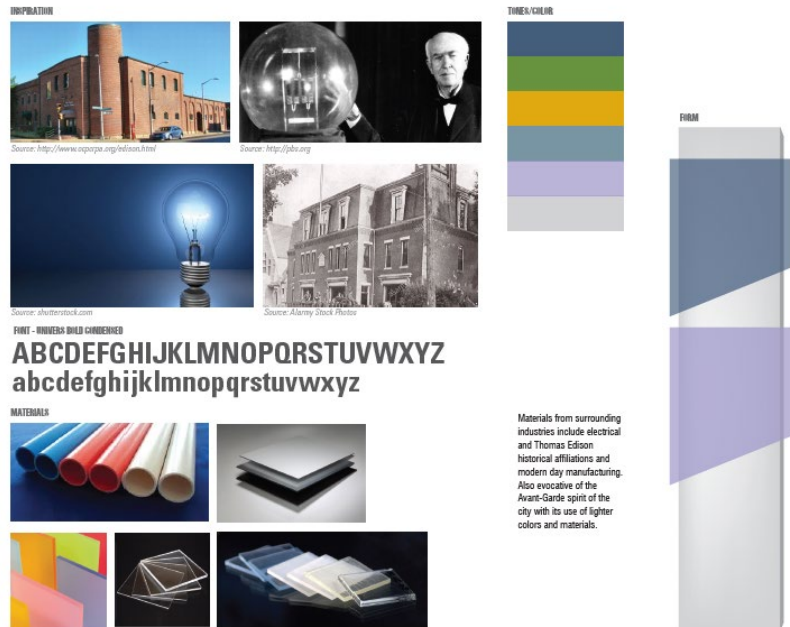 INSPIRATION
Source: http://www.ocporpa.org/edison.html
Source: http://pbs.org
Source: shutterstock.com
Source: Alarmy Stock Photos
FONT - UNIVERS BOLD CONDENSED
ABCDEFGHIJKLMNOPQRSTUVWXYZ
abcdefghijklmnopqrstuvwxyz
MATERIALS
TONES/COLOR
Materials from surrounding
industries include electrical
and Thomas Edison
historical affiliations and
modern day manufacturing.
Also evocative of the
Avant-Garde spirit of the
city with its use of lighter
colors and materials.
FORM